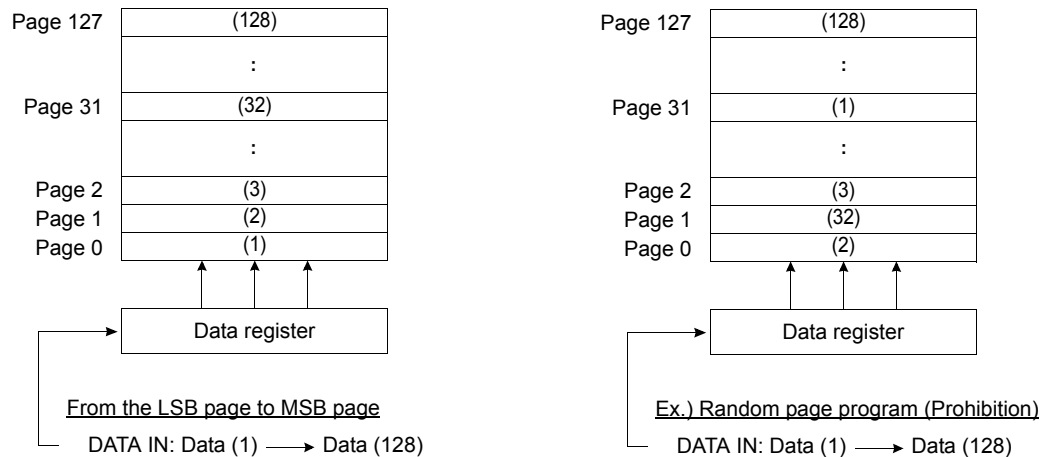 Page 127 (128)
:
Page 31 (32)
:
Page 2 (3)
Page 1 (2)
Page 0 (1)
Data register
From the LSB page to MSB page
DATA IN: Data (1) Data (128)
Page 127 (128)
:
Page 31 (1)
:
Page 2 (3)
Page 1 (32)
Page 0 (2)
Data register
Ex.) Random page program (Prohibition)
DATA IN: Data (1) Data (128)